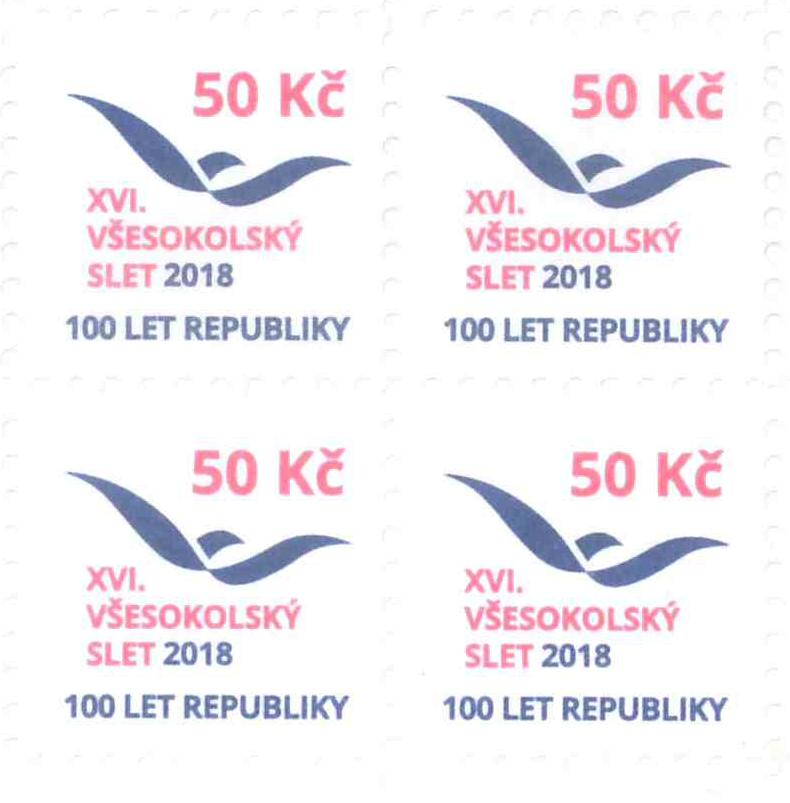 50 Kč
XVI.
VŠESOKOLSKÝ
SLET 2018
100 LET REPUBLIKY
50 Kč
XVI.
VŠESOKOLSKÝ
SLET 2018
100 LET REPUBLIKY
50 Kč
XVI.
VŠESOKOLSKÝ
SLET 2018
100 LET REPUBLIKY
50 Kč
XVI.
VŠESOKOLSKÝ
SLET 2018
100 LET REPUBLIKY